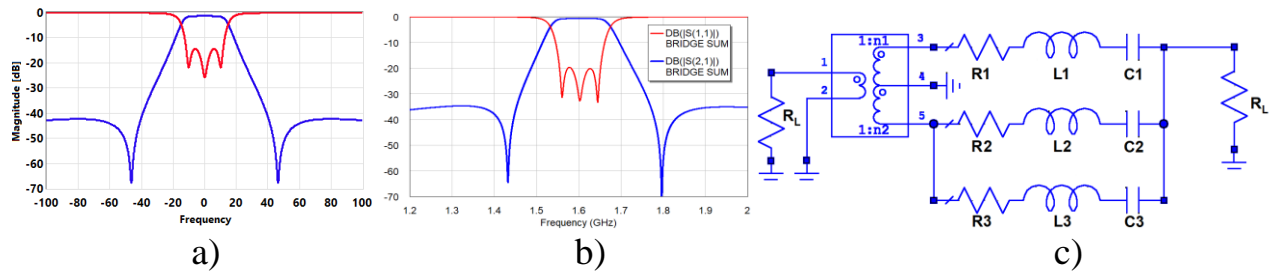 0
-10
-20
-30
-40
-50
-60
-70
Magnitude [dB]
-100 -80 -60 -40 -20 0 20 40 60 80 100
Frequency
a)
0
-10
-20
-30
-40
-50
-60
-70
DB(|S(1,1)|)
BRIDGE SUM
DB(|S(2,1)|)
BRIDGE SUM
1.2 1.4 1.5 1.6 1.7 1.8 1.9 2
Frequency (GHz)
b)
1:n1
3
R1 L1 C1
1
2
4
RL
5
1:n2
R2 L2 C2
RL
R3 L3 C3
c)